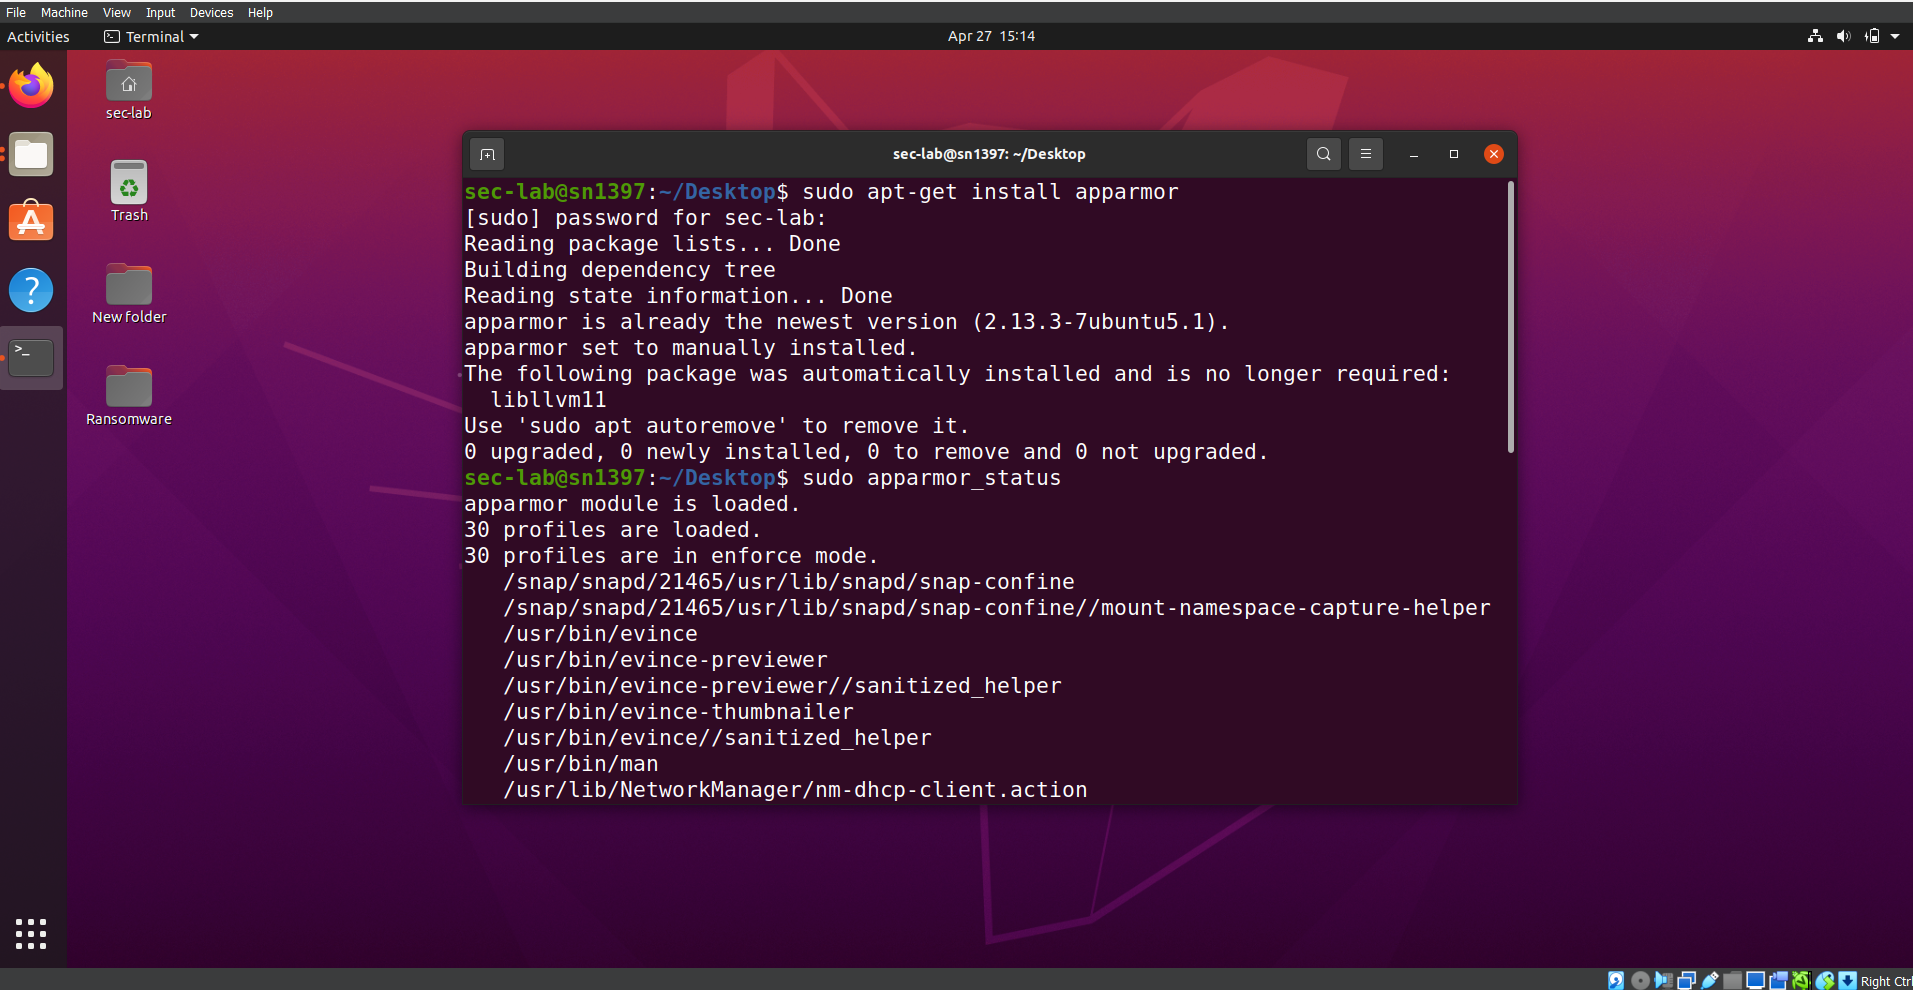 File Machine View Input Devices Help
Activities Terminal Apr 27 15:14
sec-lab
Trash
New folder
Ransomware
sec-lab@sn1397: ~/Desktop
sec-lab@sn1397:~/Desktop$ sudo apt-get install apparmor
[sudo] password for sec-lab:
Reading package lists... Done
Building dependency tree
Reading state information... Done
apparmor is already the newest version (2.13.3-7ubuntu5.1).
apparmor set to manually installed.
The following package was automatically installed and is no longer required:
libllvm11
Use 'sudo apt autoremove' to remove it.
0 upgraded, 0 newly installed, 0 to remove and 0 not upgraded.
sec-lab@sn1397:~/Desktop$ sudo apparmor_status
apparmor module is loaded.
30 profiles are loaded.
30 profiles are in enforce mode.
/snap/snapd/21465/usr/lib/snapd/snap-confine
/snap/snapd/21465/usr/lib/snapd/snap-confine//mount-namespace-capture-helper
/usr/bin/evince
/usr/bin/evince-previewer
/usr/bin/evince-previewer//sanitized_helper
/usr/bin/evince-thumbnailer
/usr/bin/evince//sanitized_helper
/usr/bin/man
/usr/lib/NetworkManager/nm-dhcp-client.action
Right Ctrl